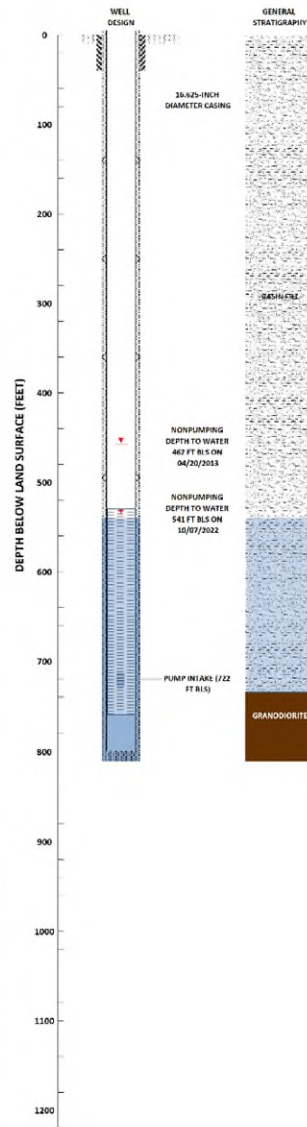 WELL
DESIGN
GENERAL
STRATIGRAPHY
0
16.625-INCH
DIAMETER CASING
100
200
BASIN FILL
300
400
DEPTH BELOW LAND SURFACE (FEET)
NONPUMPING
DEPTH TO WATER
462 FT BLS ON
04/20/2013
500
NONPUMPING
DEPTH TO WATER
541 FT BLS ON
10/07/2022
600
PUMP INTAKE (722
FT BLS)
700
GRANODIORITE
800
900
1000
1100
1200